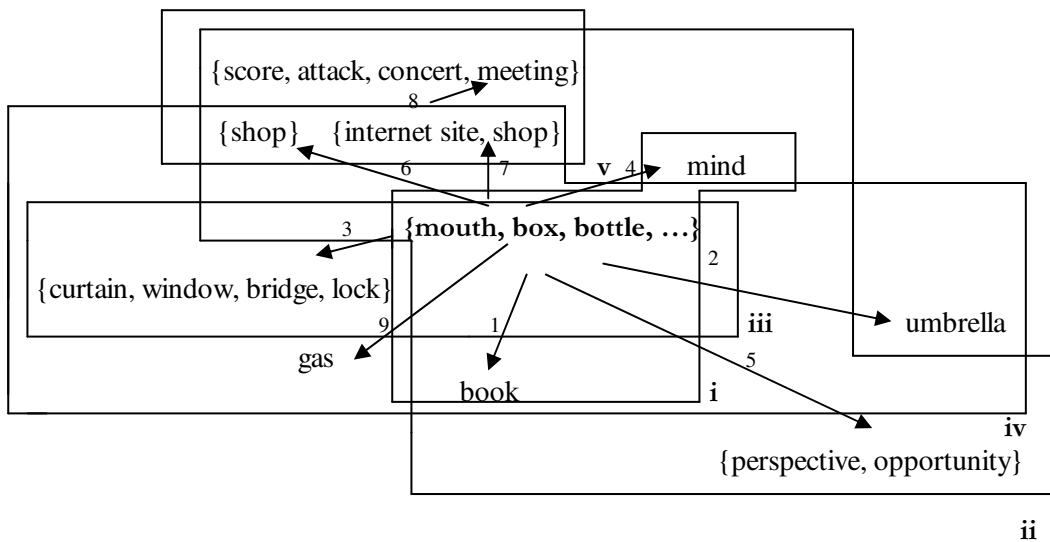 {score, attack, concert, meeting}
8
{shop} {internet site, shop}
6 7 v 4 mind
3 {mouth, box, bottle, …}
2
{curtain, window, bridge, lock}
9 1 iii umbrella
gas 5
book i
iv
{perspective, opportunity}
ii